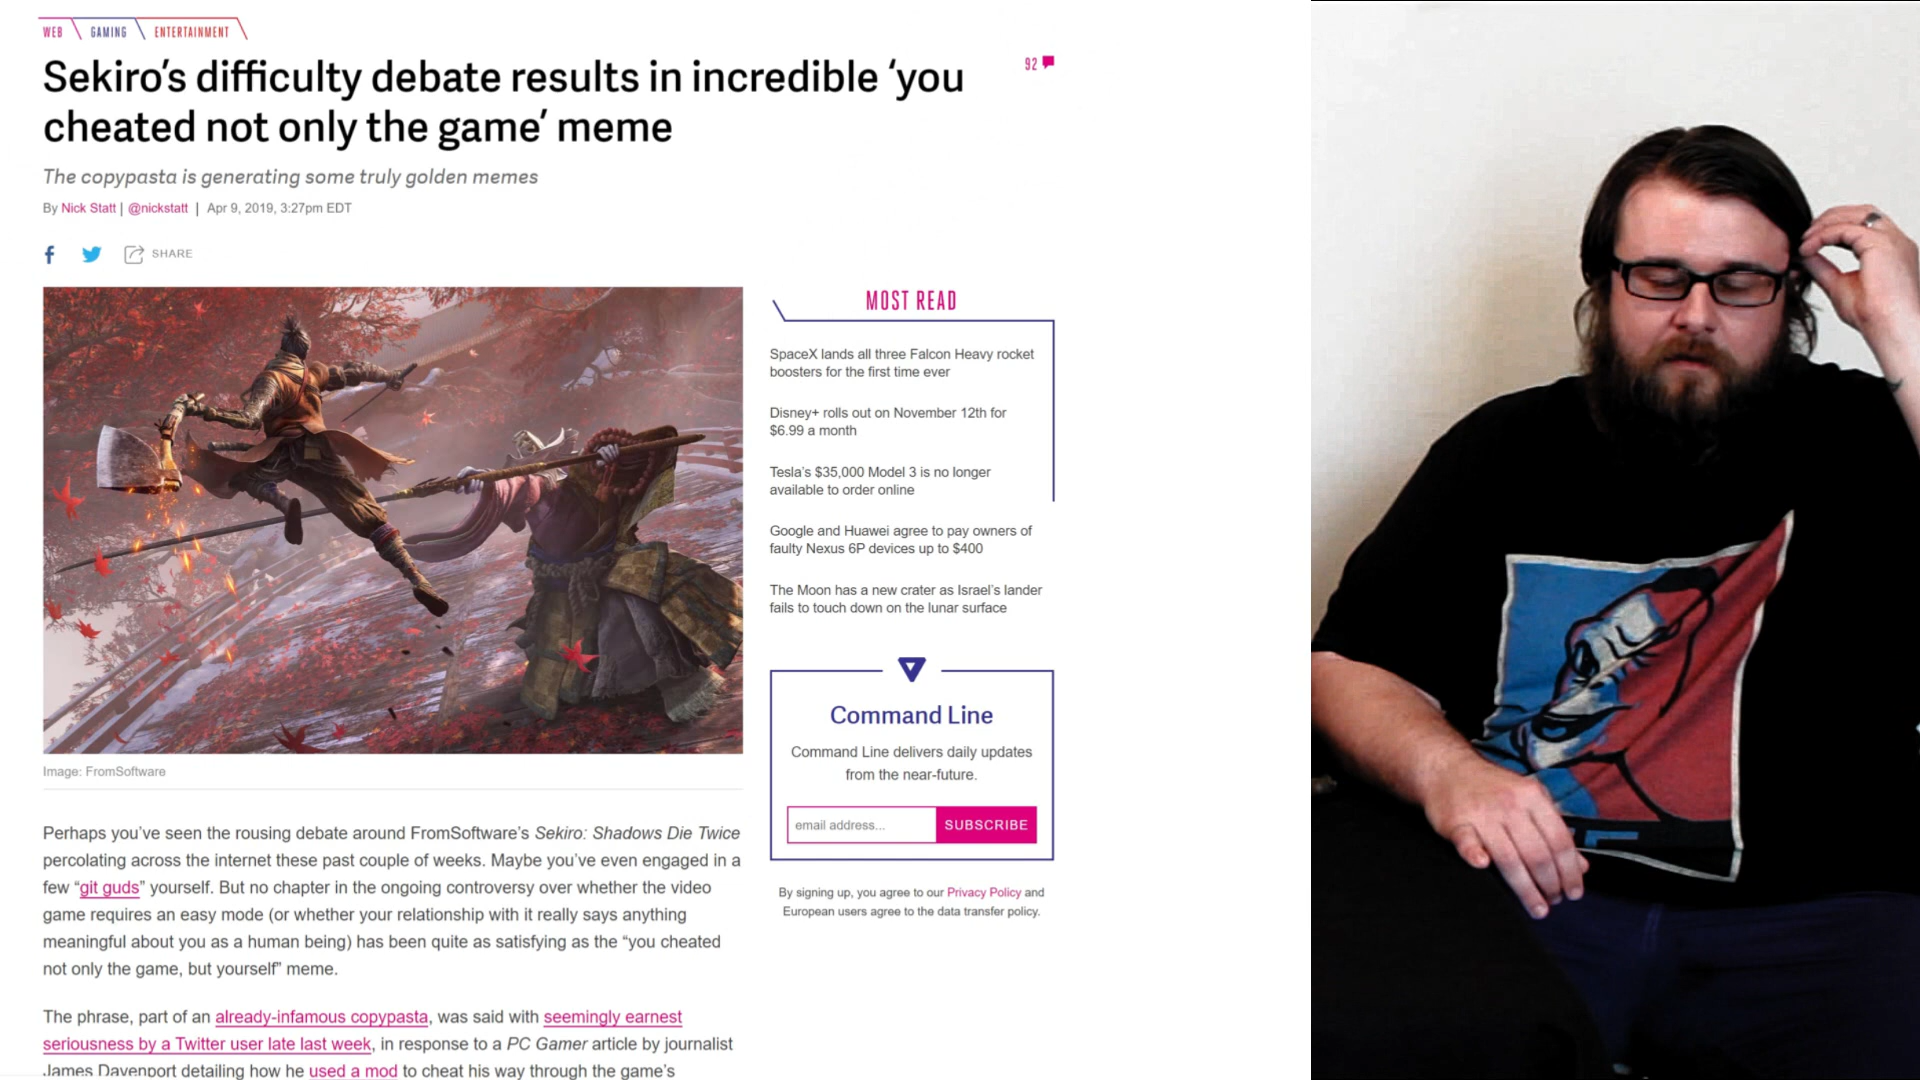 WEB
GAMING
ENTERTAINMENT
Sekiro’s difficulty debate results in incredible ‘you
cheated not only the game’ meme
92
The copypasta is generating some truly golden memes
By Nick Statt | @nickstatt | Apr 9, 2019, 3:27pm EDT
SHARE
Image: FromSoftware
Perhaps you’ve seen the rousing debate around FromSoftware’s Sekiro: Shadows Die Twice
percolating across the internet these past couple of weeks. Maybe you’ve even engaged in a
few “git guds” yourself. But no chapter in the ongoing controversy over whether the video
game requires an easy mode (or whether your relationship with it really says anything
meaningful about you as a human being) has been quite as satisfying as the “you cheated
not only the game, but yourself” meme.
The phrase, part of an already-infamous copypasta, was said with seemingly earnest
seriousness by a Twitter user late last week, in response to a PC Gamer article by journalist
James Davenport detailing how he used a mod to cheat his way through the game’s
MOST READ
SpaceX lands all three Falcon Heavy rocket
boosters for the first time ever
Disney+ rolls out on November 12th for
$6.99 a month
Tesla’s $35,000 Model 3 is no longer
available to order online
Google and Huawei agree to pay owners of
faulty Nexus 6P devices up to $400
The Moon has a new crater as Israel’s lander
fails to touch down on the lunar surface
Command Line
Command Line delivers daily updates
from the near-future.
email address...
SUBSCRIBE
By signing up, you agree to our Privacy Policy and
European users agree to the data transfer policy.